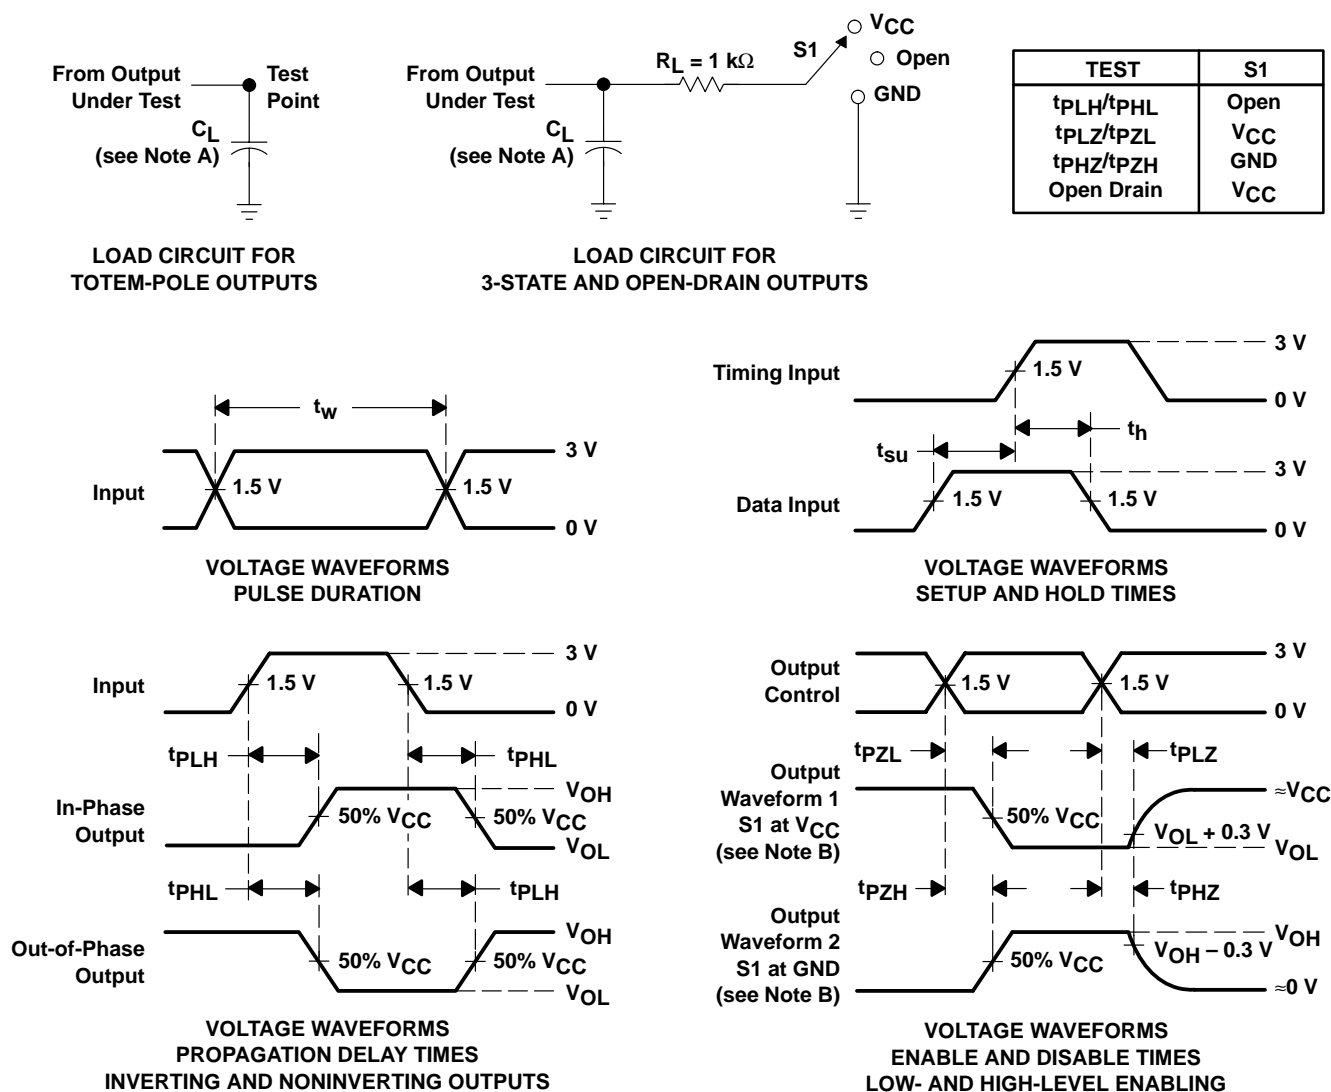 From Output
Under Test
Test
Point
CL
(see Note A)
LOAD CIRCUIT FOR
TOTEM-POLE OUTPUTS
From Output
Under Test
RL = 1 kΩ
S1
VCC
Open
GND
CL
(see Note A)
LOAD CIRCUIT FOR
3-STATE AND OPEN-DRAIN OUTPUTS
TEST S1
tPLH/tPHL Open
tPLZ/tPZL VCC
tPHZ/tPZH GND
Open Drain VCC
tw
Input
1.5 V
1.5 V
3 V
0 V
VOLTAGE WAVEFORMS
PULSE DURATION
Timing Input
1.5 V
3 V
0 V
th
tsu
Data Input
1.5 V
1.5 V
3 V
0 V
VOLTAGE WAVEFORMS
SETUP AND HOLD TIMES
Input
1.5 V
1.5 V
3 V
0 V
tPLH
tPHL
In-Phase
Output
50% VCC
50% VCC
VOH
VOL
tPHL
tPLH
Out-of-Phase
Output
50% VCC
50% VCC
VOH
VOL
VOLTAGE WAVEFORMS
PROPAGATION DELAY TIMES
INVERTING AND NONINVERTING OUTPUTS
Output
Control
1.5 V
1.5 V
3 V
0 V
tPZL
tPLZ
Output
Waveform 1
S1 at VCC
(see Note B)
50% VCC
VOL + 0.3 V
≈VCC
VOL
tPZH
tPHZ
Output
Waveform 2
S1 at GND
(see Note B)
50% VCC
VOH − 0.3 V
VOH
≈0 V
VOLTAGE WAVEFORMS
ENABLE AND DISABLE TIMES
LOW- AND HIGH-LEVEL ENABLING